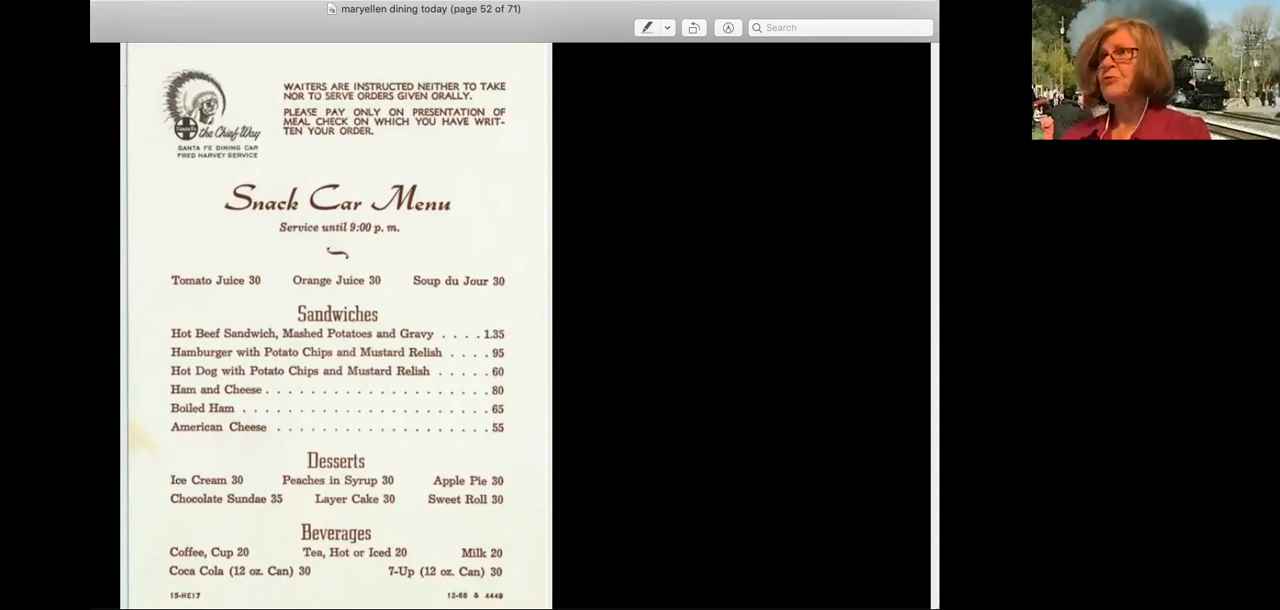 maryellen dining today (page 52 of 71)
Search
WAITERS ARE INSTRUCTED NEITHER TO TAKE
NOR TO SERVE ORDERS GIVEN ORALLY.
PLEASE PAY ONLY ON PRESENTATION OF
MEAL CHECK ON WHICH YOU HAVE WRIT-
TEN YOUR ORDER.
Santa Fe
the Chief Way
SANTA FE DINING CAR
FRED HARVEY SERVICE
Snack Car Menu
Service until 9:00 p. m.
Tomato Juice 30 Orange Juice 30 Soup du Jour 30
Sandwiches
Hot Beef Sandwich, Mashed Potatoes and Gravy . . . . 1.35
Hamburger with Potato Chips and Mustard Relish . . . . 95
Hot Dog with Potato Chips and Mustard Relish . . . . . 60
Ham and Cheese . . . . . . . . . . . . . . . . . . . . 80
Boiled Ham . . . . . . . . . . . . . . . . . . . . . . 65
American Cheese . . . . . . . . . . . . . . . . . . . 55
Desserts
Ice Cream 30 Peaches in Syrup 30 Apple Pie 30
Chocolate Sundae 35 Layer Cake 30 Sweet Roll 30
Beverages
Coffee, Cup 20 Tea, Hot or Iced 20 Milk 20
Coca Cola (12 oz. Can) 30 7-Up (12 oz. Can) 30
15-HE17 12-68 G 4449